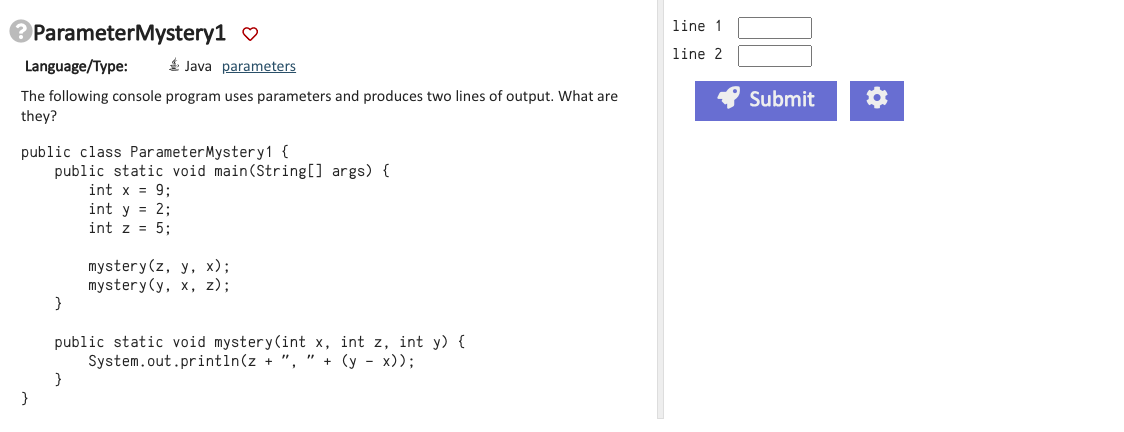 ?ParameterMystery1
Language/Type: Java parameters
The following console program uses parameters and produces two lines of output. What are
they?
public class ParameterMystery1 {
    public static void main(String[] args) {
        int x = 9;
        int y = 2;
        int z = 5;

        mystery(z, y, x);
        mystery(y, x, z);
    }

    public static void mystery(int x, int z, int y) {
        System.out.println(z + ", " + (y - x));
    }
}
line 1
line 2
Submit